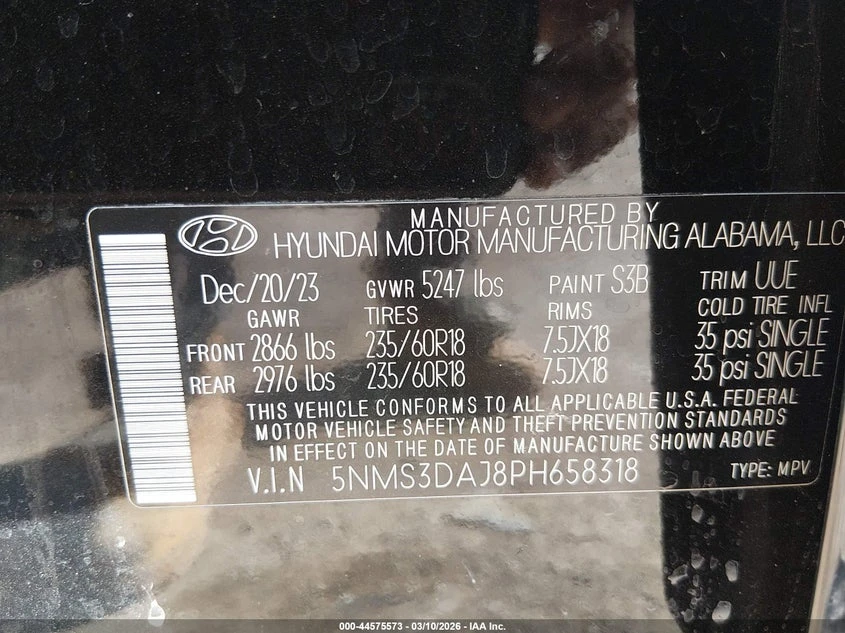 MANUFACTURED BY
HYUNDAI MOTOR MANUFACTURING ALABAMA, LLC
Dec/20/23 GVWR 5247 lbs PAINT S3B TRIM UUE
GAWR TIRES RIMS COLD TIRE INFL
FRONT 2866 lbs 235/60R18 7.5JX18 35 psi SINGLE
REAR 2976 lbs 235/60R18 7.5JX18 35 psi SINGLE
THIS VEHICLE CONFORMS TO ALL APPLICABLE U.S.A. FEDERAL
MOTOR VEHICLE SAFETY AND THEFT PREVENTION STANDARDS
IN EFFECT ON THE DATE OF MANUFACTURE SHOWN ABOVE
V.I.N 5NMS3DAJ8PH658318 TYPE: MPV
000-44575573 — 03/10/2026 — IAA Inc.